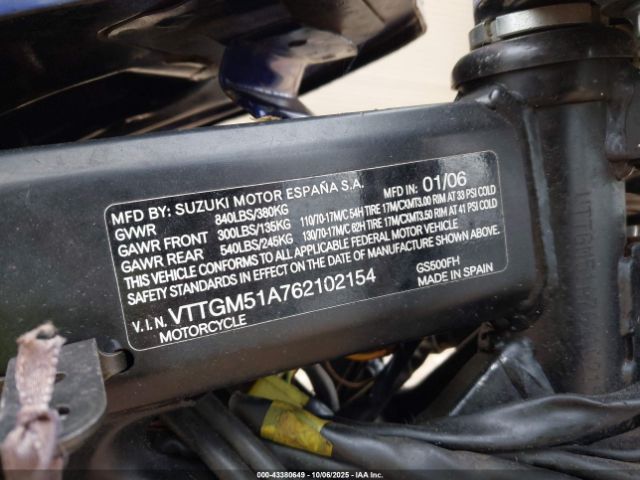 MFD BY: SUZUKI MOTOR ESPAÑA S.A. MFD IN: 01/06
GVWR 840LBS/380KG
GAWR FRONT 300LBS/135KG 110/70-17M/C 54H TIRE 17M/CXMT3.00 RIM AT 33 PSI COLD
GAWR REAR 540LBS/245KG 130/70-17M/C 62H TIRE 17M/CXMT3.50 RIM AT 41 PSI COLD
THIS VEHICLE CONFORMS TO ALL APPLICABLE FEDERAL MOTOR VEHICLE
SAFETY STANDARDS IN EFFECT ON THE DATE OF MANUFACTURE SHOWN ABOVE.
V.I.N. VTTGM51A762102154 GS500FH
MOTORCYCLE MADE IN SPAIN
000-43380649 | 10/06/2025 | IAA Inc.